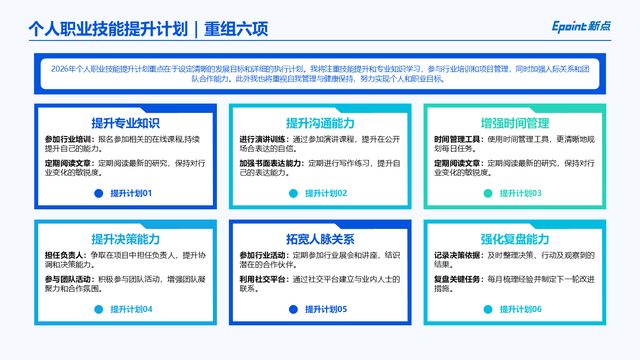 个人职业技能提升计划｜重组六项
Epoint新点
2026年个人职业技能提升计划重点在于设定清晰的发展目标和详细的执行计划。我将注重技能提升和专业知识学习，参与行业培训和项目管理，同时加强人际关系和团
队合作能力。此外我也将重视自我管理与健康保持，努力实现个人和职业目标。
提升专业知识
参加行业培训：报名参加相关的在线课程,持续
提升自己的能力。
定期阅读文章：定期阅读最新的研究，保持对行
业变化的敏锐度。
提升计划01
提升沟通能力
进行演讲训练：通过参加演讲课程，提升在公开
场合表达的自信。
加强书面表达能力：定期进行写作练习，提升自
己的表达能力。
提升计划02
增强时间管理
时间管理工具：使用时间管理工具，更清晰地规
划每日任务。
定期阅读文章：定期阅读最新的研究，保持对行
业变化的敏锐度。
提升计划03
提升决策能力
担任负责人：争取在项目中担任负责人，提升协
调和决策能力。
参与团队活动：积极参与团队活动，增强团队凝
聚力和合作氛围。
提升计划04
拓宽人脉关系
参加行业活动：定期参加行业展会和讲座，结识
潜在的合作伙伴。
利用社交平台：通过社交平台建立与业内人士的
联系。
提升计划05
强化复盘能力
记录决策依据：及时整理决策、行动及观察到的
结果。
复盘关键任务：每月梳理经验并制定下一轮改进
措施。
提升计划06